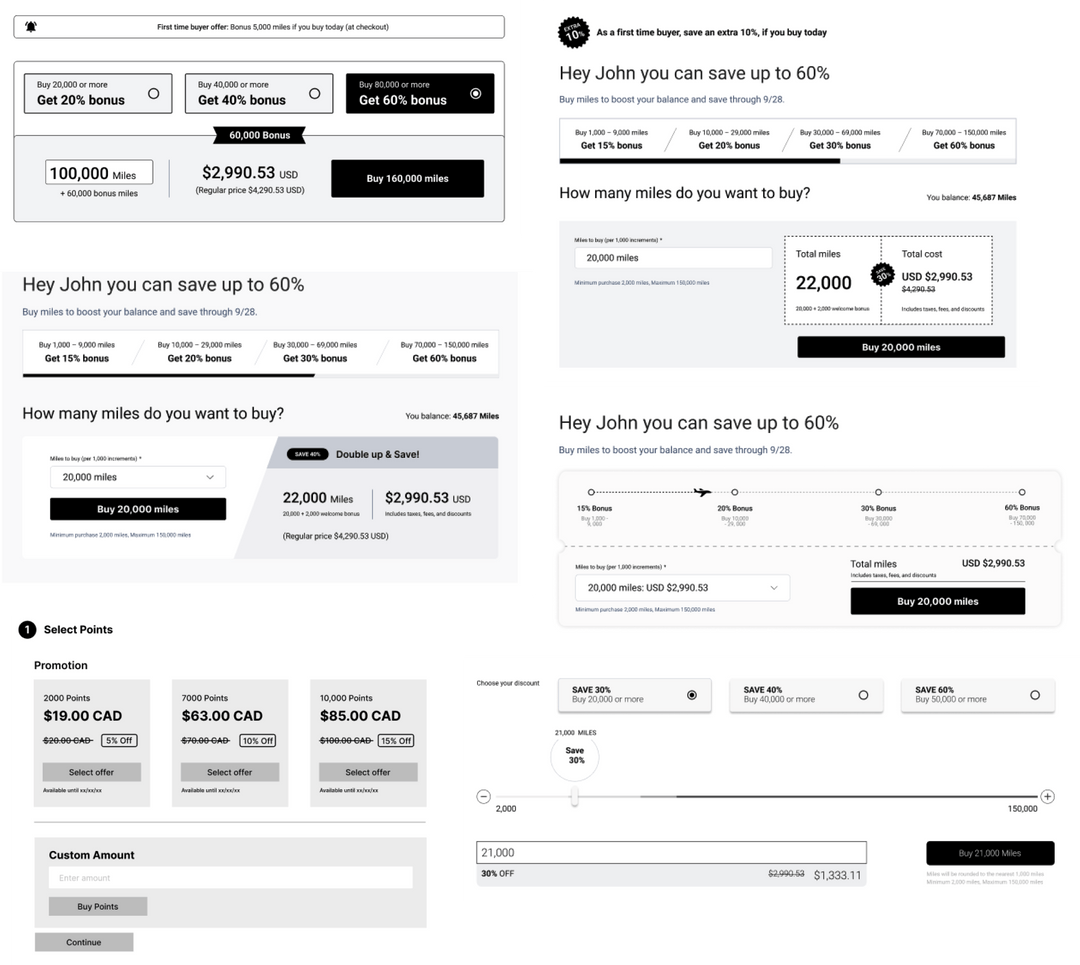 First time buyer offer: Bonus 5,000 miles if you buy today (at checkout)
Buy 20,000 or more
Get 20% bonus
Buy 40,000 or more
Get 40% bonus
Buy 80,000 or more
Get 60% bonus
60,000 Bonus
100,000 Miles
+ 60,000 bonus miles
$2,990.53 USD
(Regular price $4,290.53 USD)
Buy 160,000 miles
EXTRA
10%
As a first time buyer, save an extra 10%, if you buy today
Hey John you can save up to 60%
Buy miles to boost your balance and save through 9/28.
Buy 1,000 – 9,000 miles
Get 15% bonus
Buy 10,000 – 29,000 miles
Get 20% bonus
Buy 30,000 – 69,000 miles
Get 30% bonus
Buy 70,000 – 150,000 miles
Get 60% bonus
How many miles do you want to buy?
You balance: 45,687 Miles
Miles to buy (per 1,000 increments) *
20,000 miles
Minimum purchase 2,000 miles, Maximum 150,000 miles
Total miles
22,000
20,000 + 2,000 welcome bonus
30%
Total cost
USD $2,990.53
$4,290.53
Includes taxes, fees, and discounts
Buy 20,000 miles
Hey John you can save up to 60%
Buy miles to boost your balance and save through 9/28.
Buy 1,000 – 9,000 miles
Get 15% bonus
Buy 10,000 – 29,000 miles
Get 20% bonus
Buy 30,000 – 69,000 miles
Get 30% bonus
Buy 70,000 – 150,000 miles
Get 60% bonus
How many miles do you want to buy?
You balance: 45,687 Miles
Miles to buy (per 1,000 increments) *
20,000 miles
Buy 20,000 miles
Minimum purchase 2,000 miles, Maximum 150,000 miles
SAVE 40%
Double up & Save!
22,000 Miles
20,000 + 2,000 welcome bonus
$2,990.53 USD
Includes taxes, fees, and discounts
(Regular price $4,290.53 USD)
Hey John you can save up to 60%
Buy miles to boost your balance and save through 9/28.
15% Bonus
Buy 1,000-
9, 000
20% Bonus
Buy 10,000
- 29, 000
30% Bonus
Buy 30,000
- 69, 000
60% Bonus
Buy 70,000
- 150, 000
Miles to buy (per 1,000 increments) *
20,000 miles: USD $2,990.53
Minimum purchase 2,000 miles, Maximum 150,000 miles
Total miles
USD $2,990.53
Includes taxes, fees, and discounts
Buy 20,000 miles
1
Select Points
Promotion
2000 Points
$19.00 CAD
$20.00 CAD
5% Off
Select offer
Available until xx/xx/xx
7000 Points
$63.00 CAD
$70.00 CAD
10% Off
Select offer
Available until xx/xx/xx
10,000 Points
$85.00 CAD
$100.00 CAD
15% Off
Select offer
Available until xx/xx/xx
Custom Amount
Enter amount
Buy Points
Continue
Choose your discount
SAVE 30%
Buy 20,000 or more
SAVE 40%
Buy 40,000 or more
SAVE 60%
Buy 50,000 or more
21,000 MILES
Save
30%
2,000
150,000
21,000
30% OFF
$2,990.53
$1,333.11
Buy 21,000 Miles
Miles will be rounded to the nearest 1,000 miles
Minimum 2,000 miles, Maximum 150,000 miles